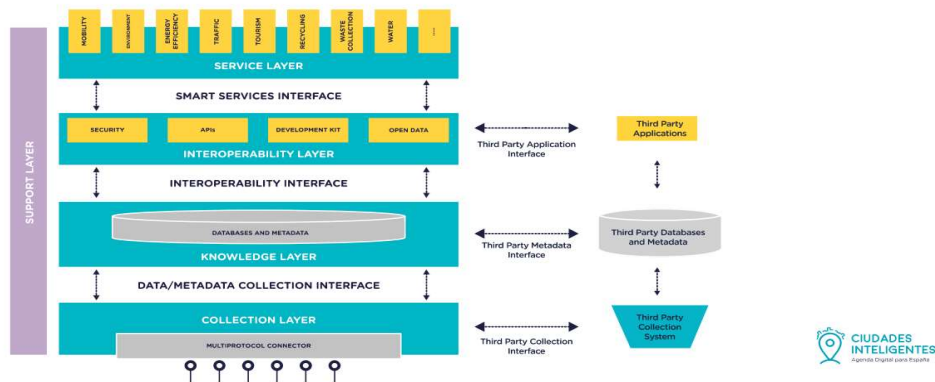 SUPPORT LAYER
MOBILITY
ENVIRONMENT
ENERGY
EFFICIENCY
TRAFFIC
TOURISM
RECYCLING
WASTE
COLLECTION
WATER
...
SERVICE LAYER
SMART SERVICES INTERFACE
SECURITY
APIs
DEVELOPMENT KIT
OPEN DATA
INTEROPERABILITY LAYER
Third Party Application
Interface
Third Party
Applications
INTEROPERABILITY INTERFACE
DATABASES AND METADATA
KNOWLEDGE LAYER
Third Party Metadata
Interface
Third Party Databases
and Metadata
DATA/METADATA COLLECTION INTERFACE
COLLECTION LAYER
MULTIPROTOCOL CONNECTOR
Third Party Collection
Interface
Third Party
Collection
System
CIUDADES
INTELIGENTES
Agenda Digital para España